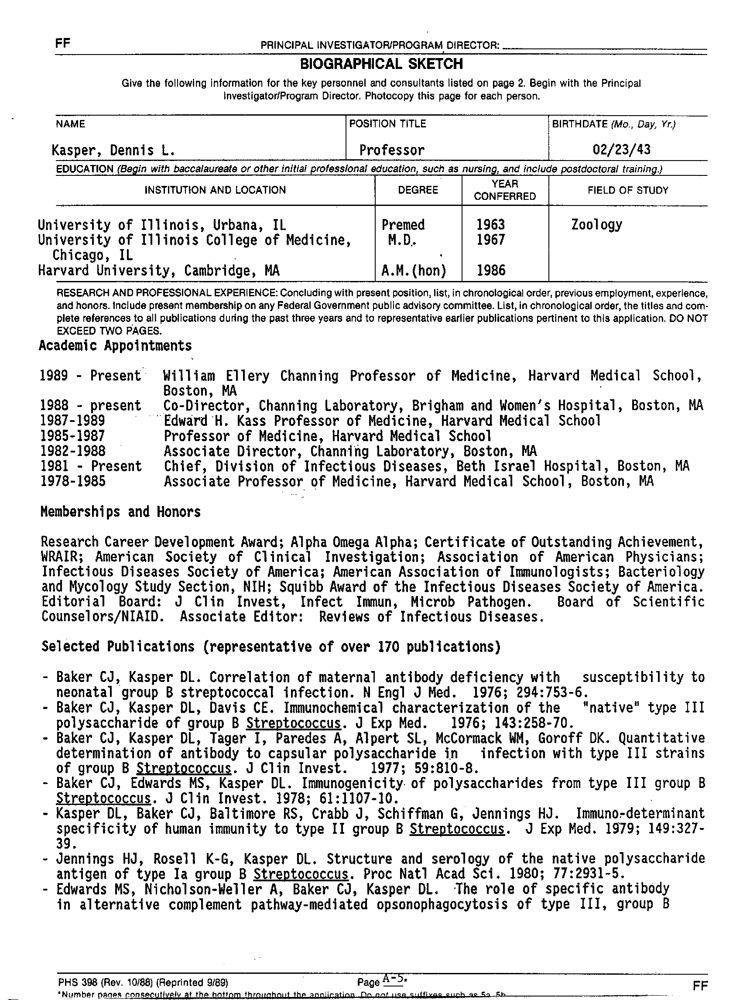 FF
PRINCIPAL INVESTIGATOR/PROGRAM DIRECTOR:
BIOGRAPHICAL SKETCH
Give the following information for the key personnel and consultants listed on page 2. Begin with the Principal
Investigator/Program Director. Photocopy this page for each person.
NAME POSITION TITLE BIRTHDATE (Mo., Day, Yr.)
Kasper, Dennis L. Professor 02/23/43
EDUCATION (Begin with baccalaureate or other initial professional education, such as nursing, and include postdoctoral training.)
INSTITUTION AND LOCATION DEGREE YEAR CONFERRED FIELD OF STUDY
University of Illinois, Urbana, IL Premed 1963 Zoology
University of Illinois College of Medicine, M.D. 1967
Chicago, IL
Harvard University, Cambridge, MA A.M.(hon) 1986
RESEARCH AND PROFESSIONAL EXPERIENCE: Concluding with present position, list, in chronological order, previous employment, experience,
and honors. Include present membership on any Federal Government public advisory committee. List, in chronological order, the titles and com-
plete references to all publications during the past three years and to representative earlier publications pertinent to this application. DO NOT
EXCEED TWO PAGES.
Academic Appointments
1989 - Present William Ellery Channing Professor of Medicine, Harvard Medical School,
Boston, MA
1988 - present Co-Director, Channing Laboratory, Brigham and Women's Hospital, Boston, MA
1987-1989 Edward H. Kass Professor of Medicine, Harvard Medical School
1985-1987 Professor of Medicine, Harvard Medical School
1982-1988 Associate Director, Channing Laboratory, Boston, MA
1981 - Present Chief, Division of Infectious Diseases, Beth Israel Hospital, Boston, MA
1978-1985 Associate Professor of Medicine, Harvard Medical School, Boston, MA
Memberships and Honors
Research Career Development Award; Alpha Omega Alpha; Certificate of Outstanding Achievement,
WRAIR; American Society of Clinical Investigation; Association of American Physicians;
Infectious Diseases Society of America; American Association of Immunologists; Bacteriology
and Mycology Study Section, NIH; Squibb Award of the Infectious Diseases Society of America.
Editorial Board: J Clin Invest, Infect Immun, Microb Pathogen. Board of Scientific
Counselors/NIAID. Associate Editor: Reviews of Infectious Diseases.
Selected Publications (representative of over 170 publications)
- Baker CJ, Kasper DL. Correlation of maternal antibody deficiency with susceptibility to
neonatal group B streptococcal infection. N Engl J Med. 1976; 294:753-6.
- Baker CJ, Kasper DL, Davis CE. Immunochemical characterization of the "native" type III
polysaccharide of group B Streptococcus. J Exp Med. 1976; 143:258-70.
- Baker CJ, Kasper DL, Tager I, Paredes A, Alpert SL, McCormack WM, Goroff DK. Quantitative
determination of antibody to capsular polysaccharide in infection with type III strains
of group B Streptococcus. J Clin Invest. 1977; 59:810-8.
- Baker CJ, Edwards MS, Kasper DL. Immunogenicity of polysaccharides from type III group B
Streptococcus. J Clin Invest. 1978; 61:1107-10.
- Kasper DL, Baker CJ, Baltimore RS, Crabb J, Schiffman G, Jennings HJ. Immuno-determinant
specificity of human immunity to type II group B Streptococcus. J Exp Med. 1979; 149:327-
39.
- Jennings HJ, Rosell K-G, Kasper DL. Structure and serology of the native polysaccharide
antigen of type Ia group B Streptococcus. Proc Natl Acad Sci. 1980; 77:2931-5.
- Edwards MS, Nicholson-Weller A, Baker CJ, Kasper DL. The role of specific antibody
in alternative complement pathway-mediated opsonophagocytosis of type III, group B
PHS 398 (Rev. 10/88) (Reprinted 9/89) Page A-5. FF
*Number pages consecutively at the bottom throughout the application. Do not use suffixes such as 5a, 5b.